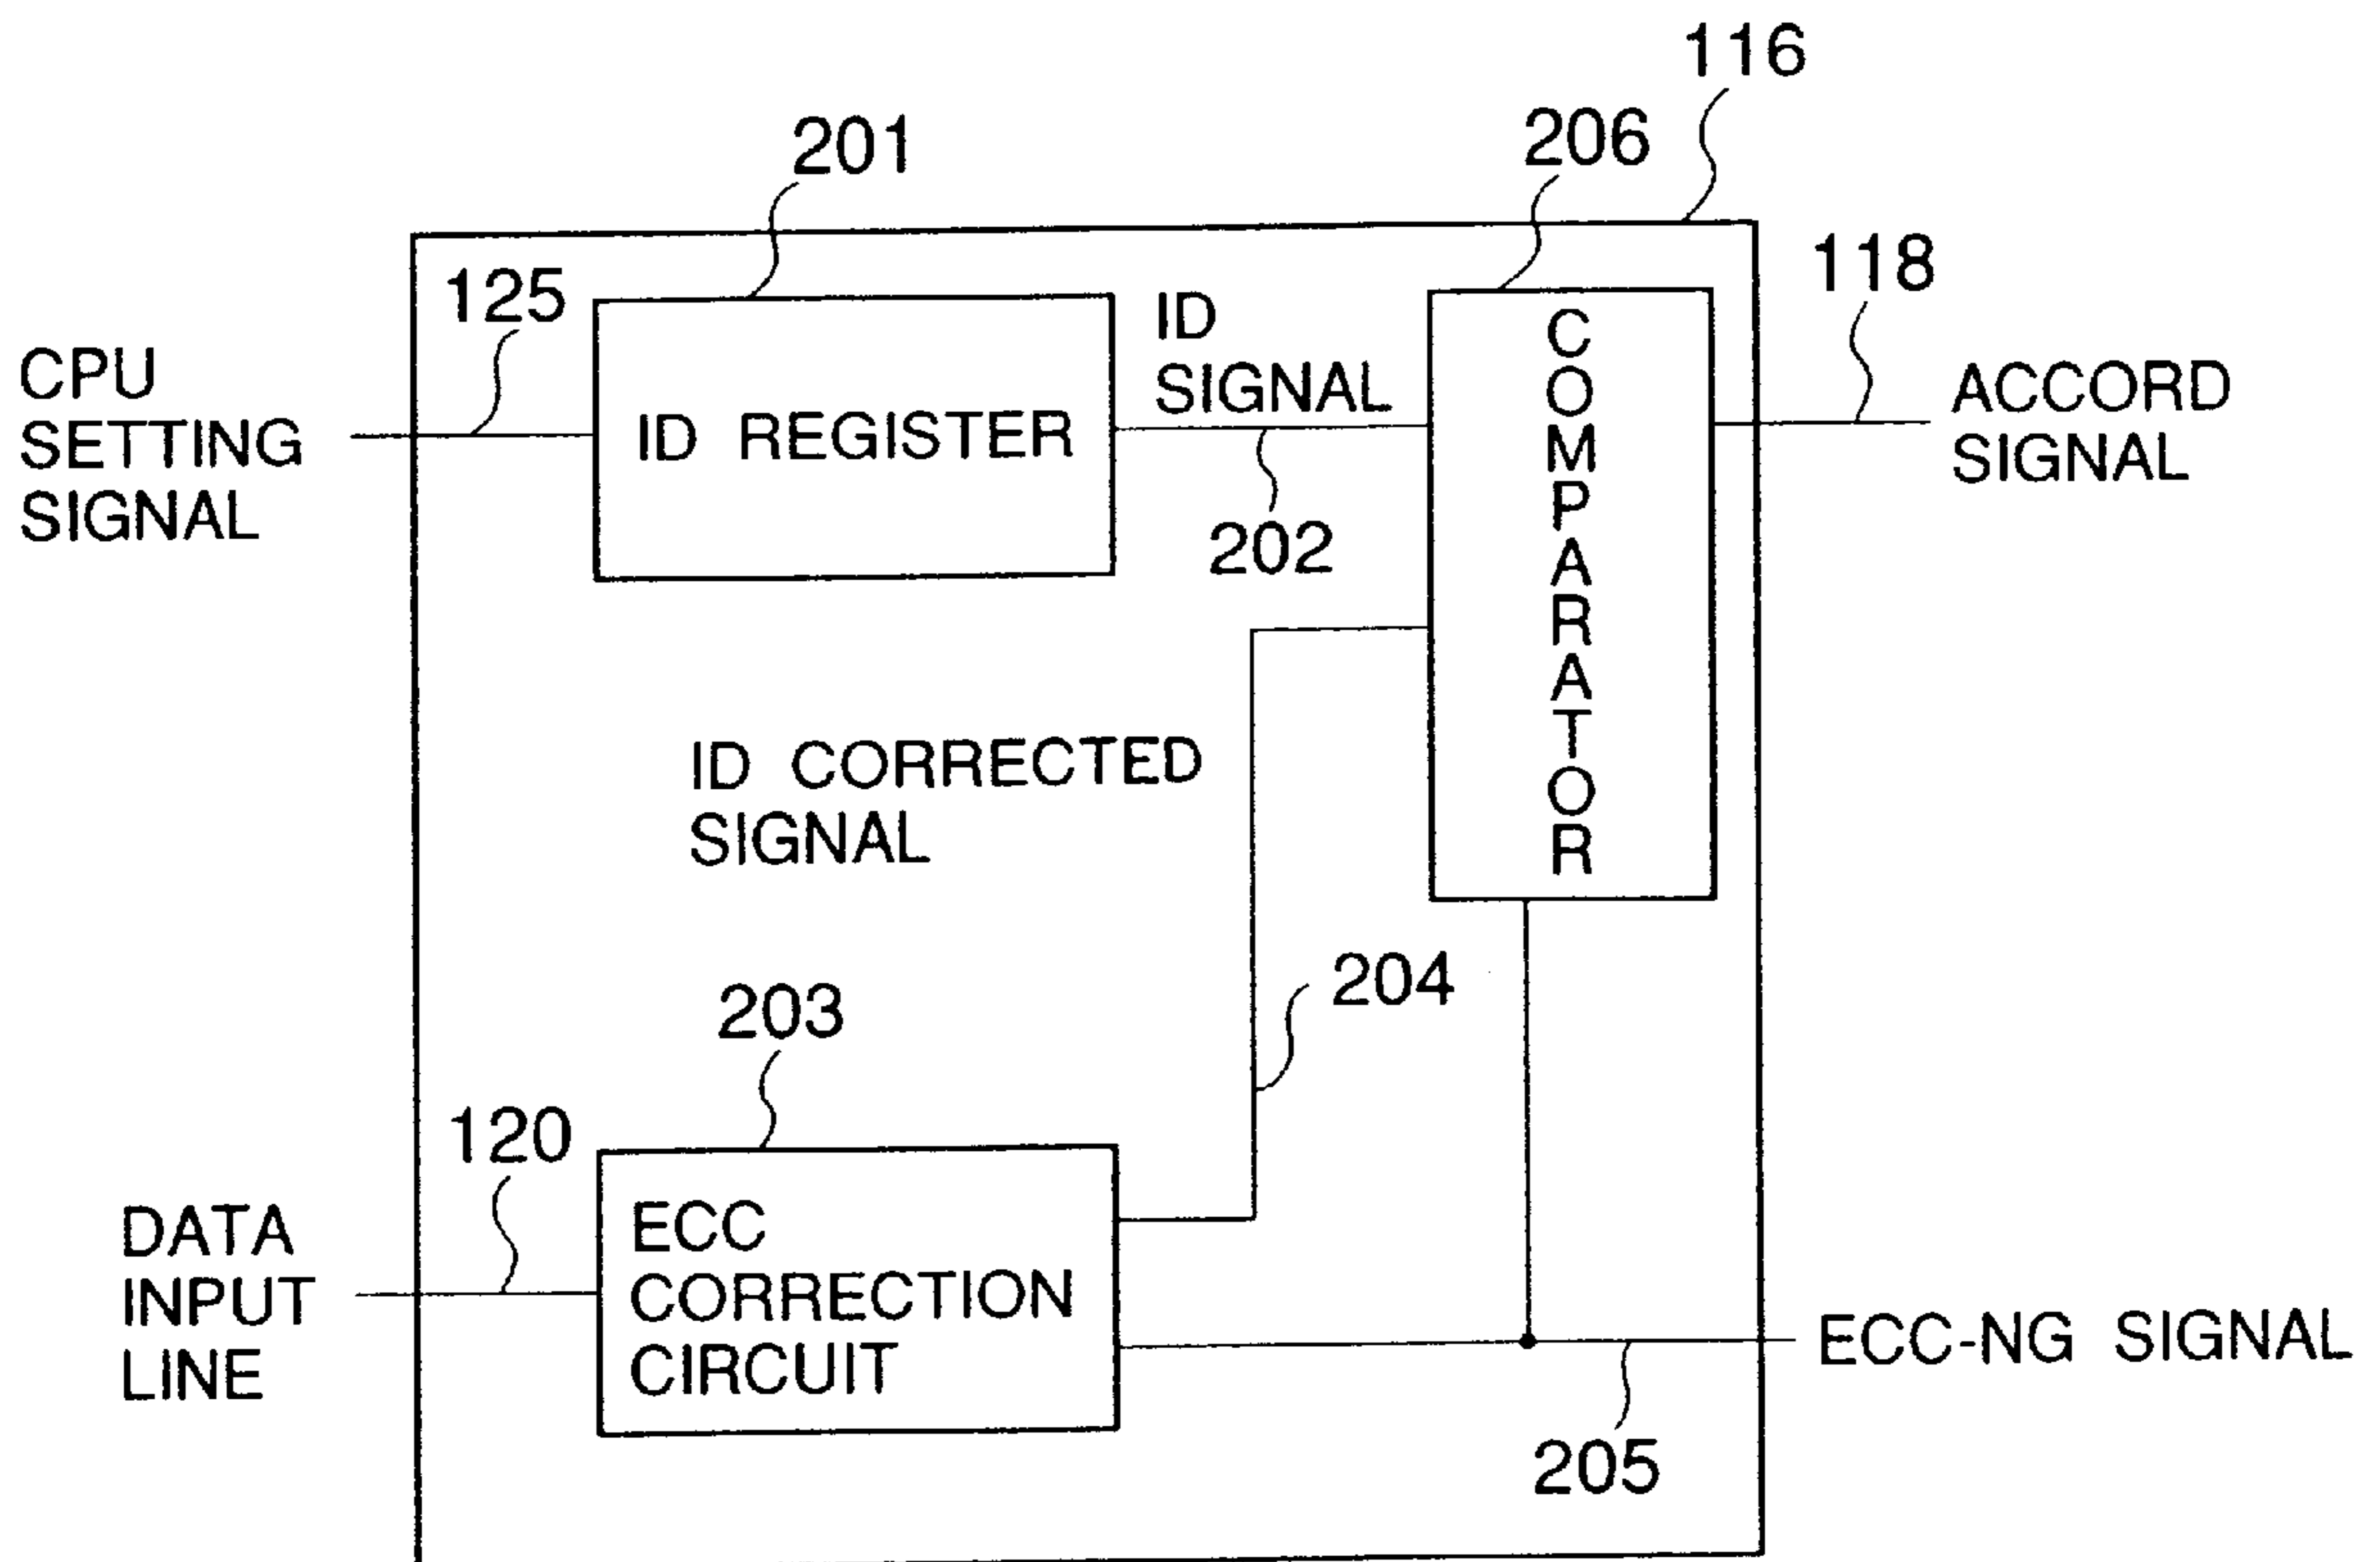 116
206
201
118
125
ID
SIGNAL
CPU
SETTING
SIGNAL
ID REGISTER
COMPARATOR
ACCORD
SIGNAL
202
ID CORRECTED
SIGNAL
204
203
120
DATA
INPUT
LINE
ECC
CORRECTION
CIRCUIT
ECC-NG SIGNAL
205